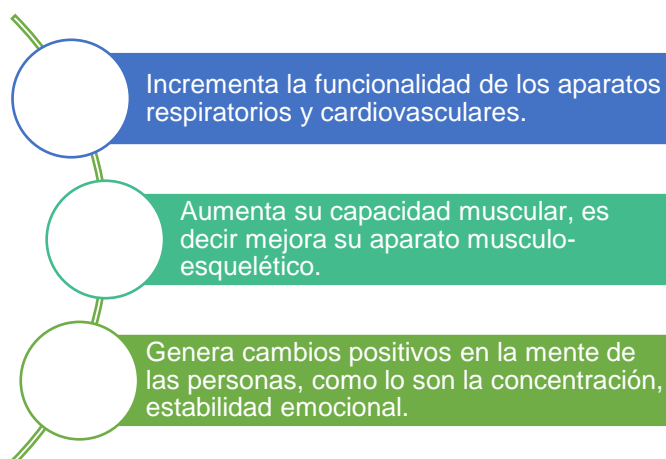 Incrementa la funcionalidad de los aparatos
respiratorios y cardiovasculares.
Aumenta su capacidad muscular, es
decir mejora su aparato musculo-
esquelético.
Genera cambios positivos en la mente de
las personas, como lo son la concentración,
estabilidad emocional.